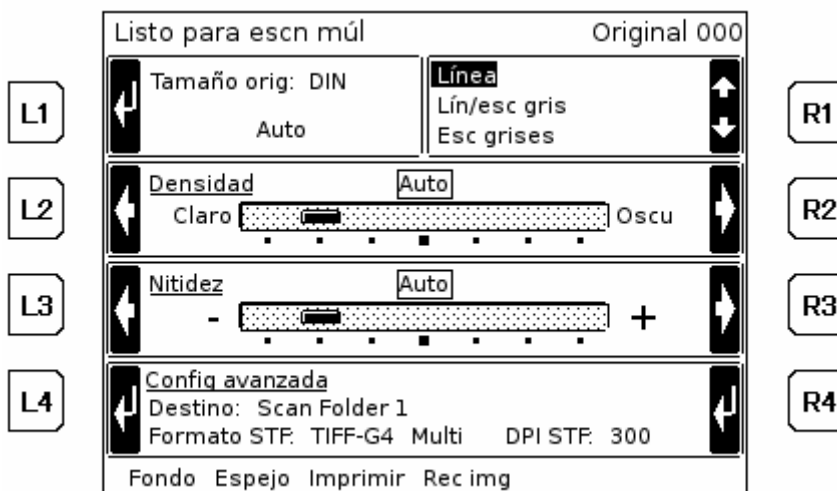 Listo para escn múl Original 000
L1
Tamaño orig: DIN
Auto
Línea
Lín/esc gris
Esc grises
R1
L2
Densidad Auto
Claro Oscu
R2
L3
Nitidez Auto
- +
R3
L4
Config avanzada
Destino: Scan Folder 1
Formato STF: TIFF-G4 Multi DPI STF: 300
R4
Fondo Espejo Imprimir Rec img